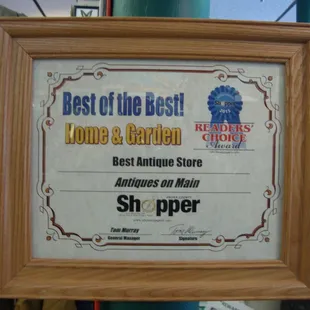 Best of the Best!
Home & Garden
READERS'
CHOICE
Award
Best Antique Store
Antiques on Main
Shopper
Tom Murray
General Manager
Signature